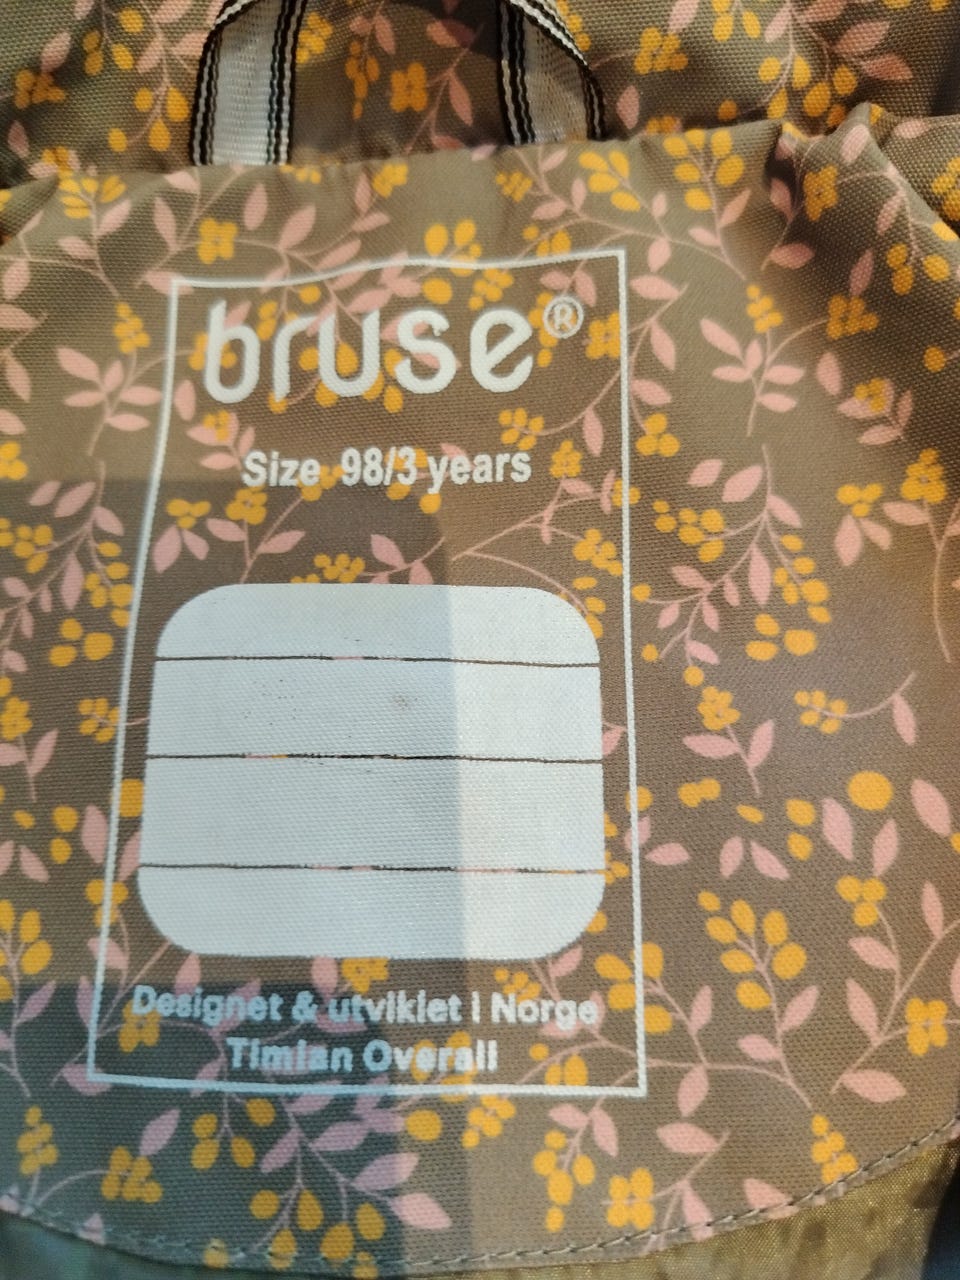 bruse®
Size 98/3 years
Designet & utviklet i Norge
Timian Overall